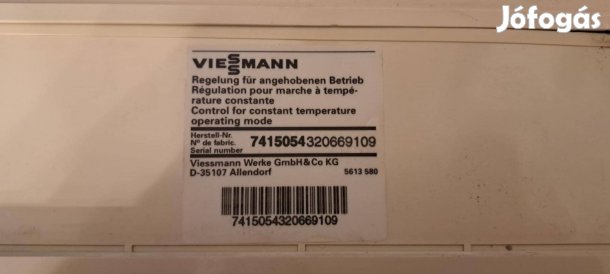 Jófogás
VIESSMANN
Regelung für angehobenen Betrieb
Régulation pour marche à tempé-
rature constante
Control for constant temperature
operating mode
Herstell-Nr.
Nº de fabric.
Serial number
7415054320669109
Viessmann Werke GmbH&Co KG
D-35107 Allendorf
5613 580
7415054320669109